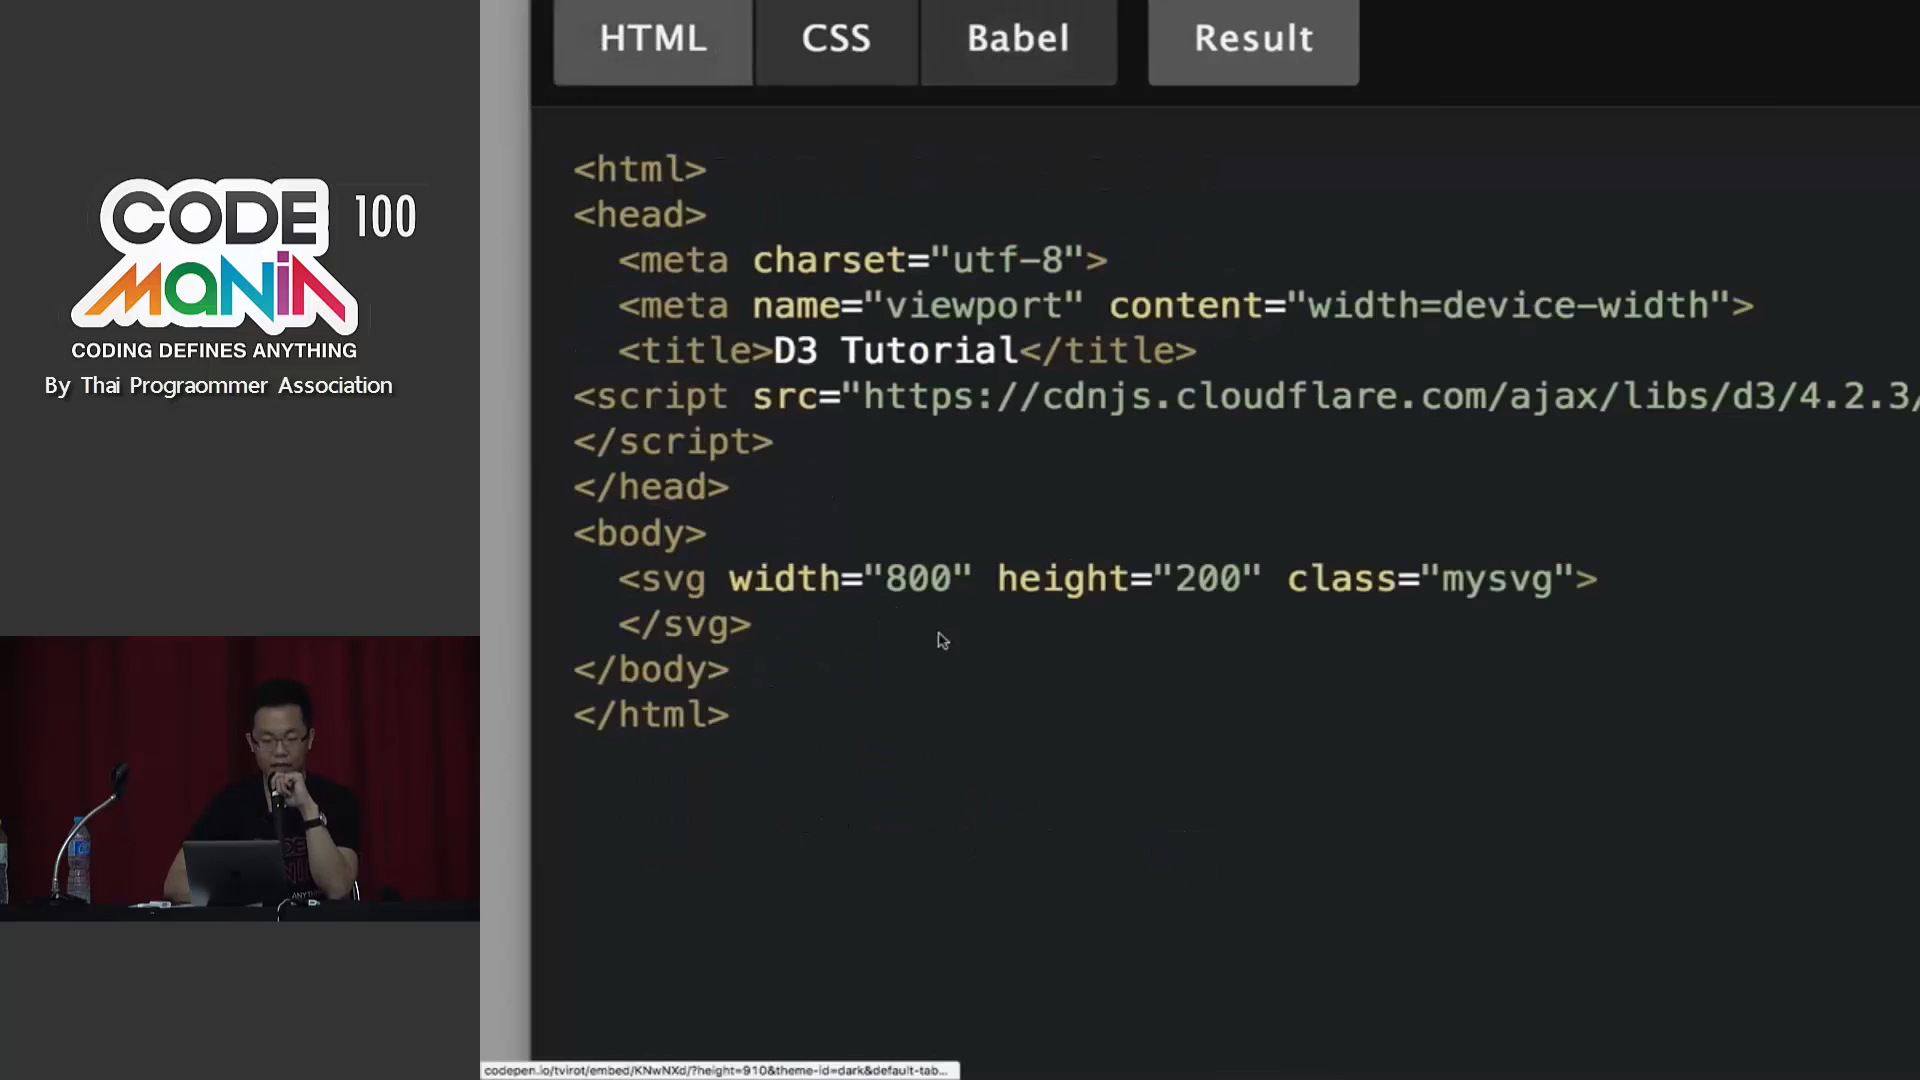 HTML CSS Babel Result
CODE 100
MANIA
CODING DEFINES ANYTHING
By Thai Prograommer Association
<html>
<head>
<meta charset="utf-8">
<meta name="viewport" content="width=device-width">
<title>D3 Tutorial</title>
<script src="https://cdnjs.cloudflare.com/ajax/libs/d3/4.2.3/
</script>
</head>
<body>
<svg width="800" height="200" class="mysvg">
</svg>
</body>
</html>
codepen.io/tvirot/embed/KNwNXd/?height=910&theme-id=dark&default-tab...